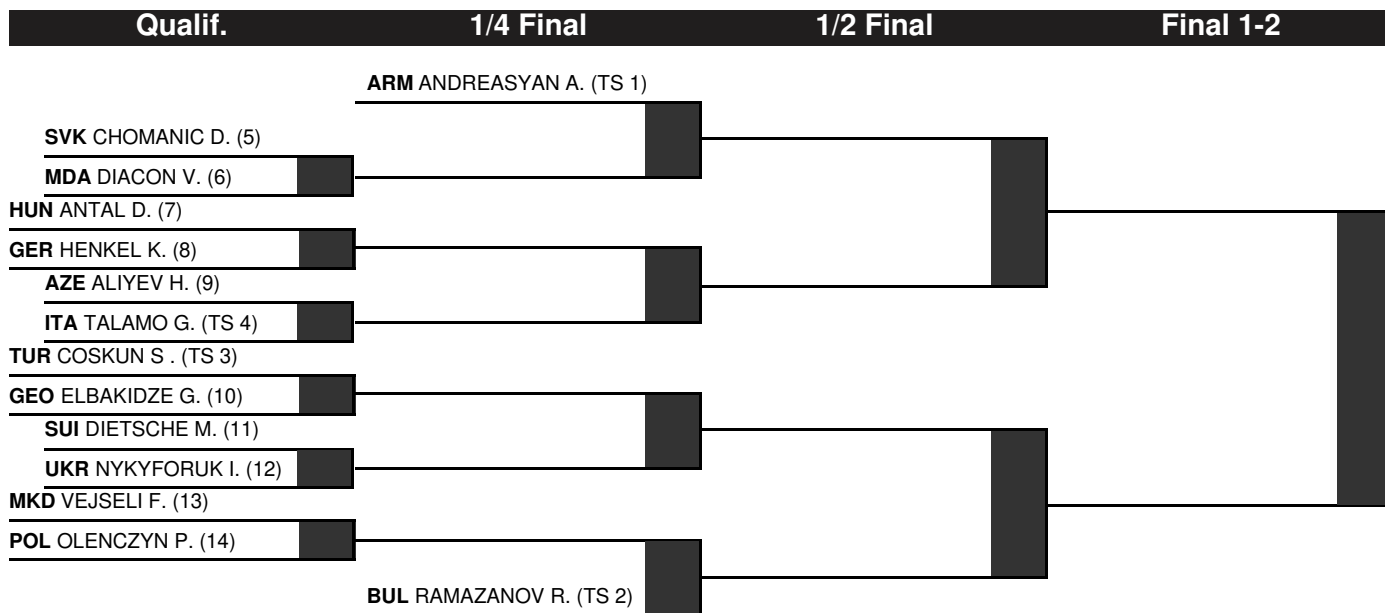 Qualif. 1/4 Final 1/2 Final Final 1-2
ARM ANDREASYAN A. (TS 1)
SVK CHOMANIC D. (5)
MDA DIACON V. (6)
HUN ANTAL D. (7)
GER HENKEL K. (8)
AZE ALIYEV H. (9)
ITA TALAMO G. (TS 4)
TUR COSKUN S . (TS 3)
GEO ELBAKIDZE G. (10)
SUI DIETSCHE M. (11)
UKR NYKYFORUK I. (12)
MKD VEJSELI F. (13)
POL OLENCZYN P. (14)
BUL RAMAZANOV R. (TS 2)